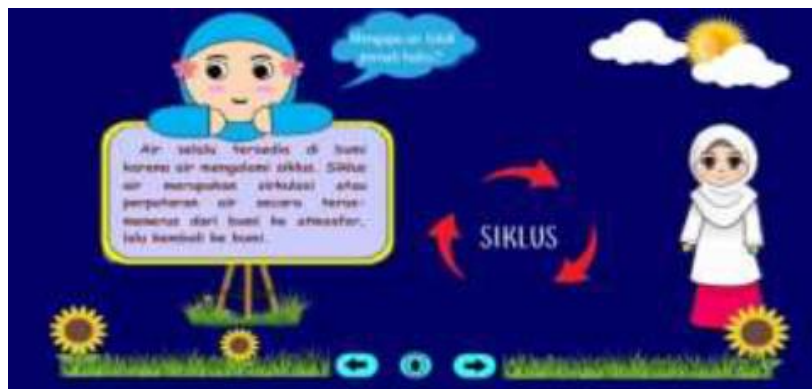 Mengapa air tidak
pernah habis?
Air selalu tersedia di bumi
karena air mengalami siklus. Siklus
air merupakan sirkulasi atau
perputaran air secara terus-
menerus dari bumi ke atmosfer,
lalu kembali ke bumi.
SIKLUS